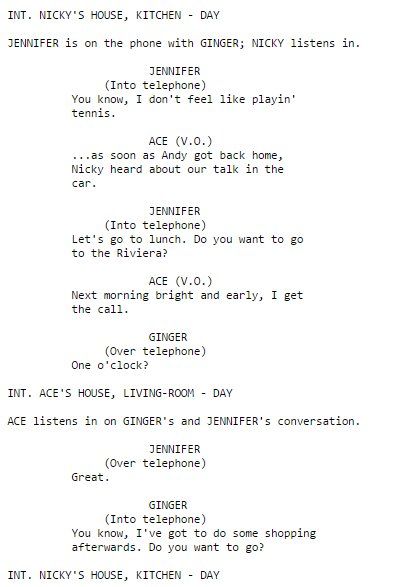 INT. NICKY'S HOUSE, KITCHEN - DAY
JENNIFER is on the phone with GINGER; NICKY listens in.
JENNIFER
(Into telephone)
You know, I don't feel like playin'
tennis.
ACE (V.O.)
...as soon as Andy got back home,
Nicky heard about our talk in the
car.
JENNIFER
(Into telephone)
Let's go to lunch. Do you want to go
to the Riviera?
ACE (V.O.)
Next morning bright and early, I get
the call.
GINGER
(Over telephone)
One o'clock?
INT. ACE'S HOUSE, LIVING-ROOM - DAY
ACE listens in on GINGER's and JENNIFER's conversation.
JENNIFER
(Over telephone)
Great.
GINGER
(Into telephone)
You know, I've got to do some shopping
afterwards. Do you want to go?
INT. NICKY'S HOUSE, KITCHEN - DAY